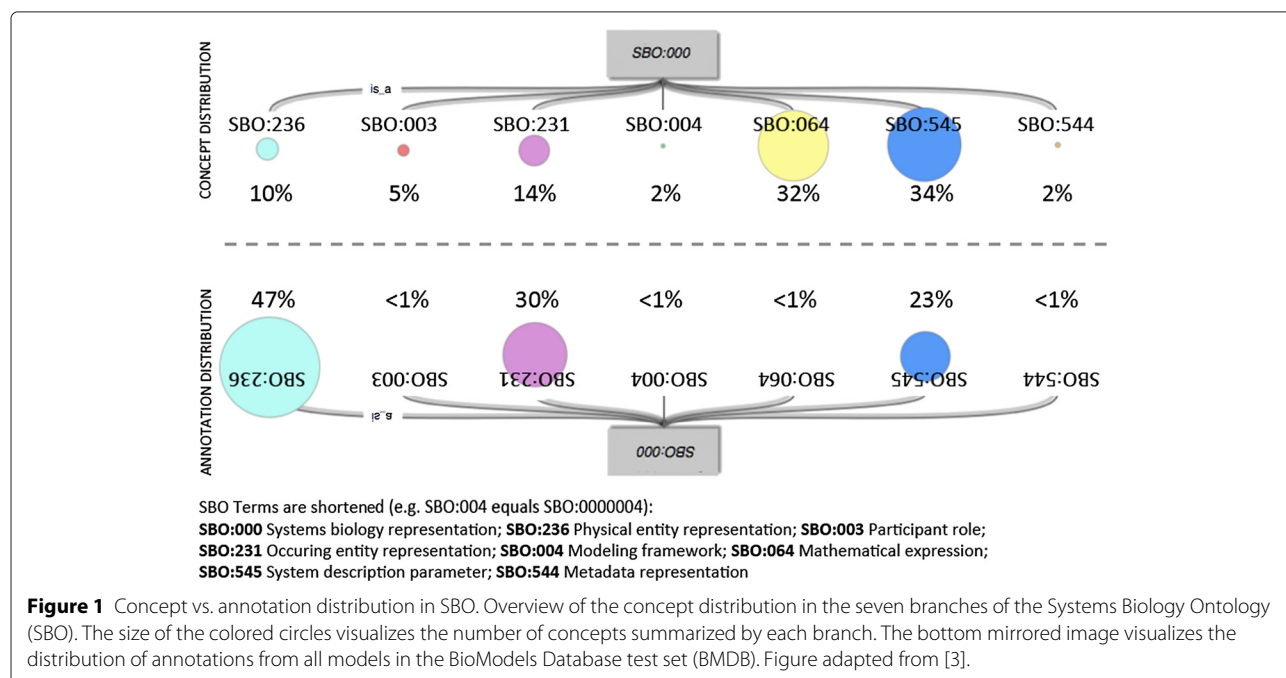 SBO:000
CONCEPT DISTRIBUTION
is_a
SBO:236 SBO:003 SBO:231 SBO:004 SBO:064 SBO:545 SBO:544
10% 5% 14% 2% 32% 34% 2%
ANNOTATION DISTRIBUTION
47% <1% 30% <1% <1% 23% <1%
SBO:236 SBO:003 SBO:231 SBO:004 SBO:064 SBO:545 SBO:544
is_a
SBO:000
SBO Terms are shortened (e.g. SBO:004 equals SBO:0000004):
SBO:000 Systems biology representation; SBO:236 Physical entity representation; SBO:003 Participant role;
SBO:231 Occuring entity representation; SBO:004 Modeling framework; SBO:064 Mathematical expression;
SBO:545 System description parameter; SBO:544 Metadata representation
Figure 1 Concept vs. annotation distribution in SBO. Overview of the concept distribution in the seven branches of the Systems Biology Ontology
(SBO). The size of the colored circles visualizes the number of concepts summarized by each branch. The bottom mirrored image visualizes the
distribution of annotations from all models in the BioModels Database test set (BMDB). Figure adapted from [3].